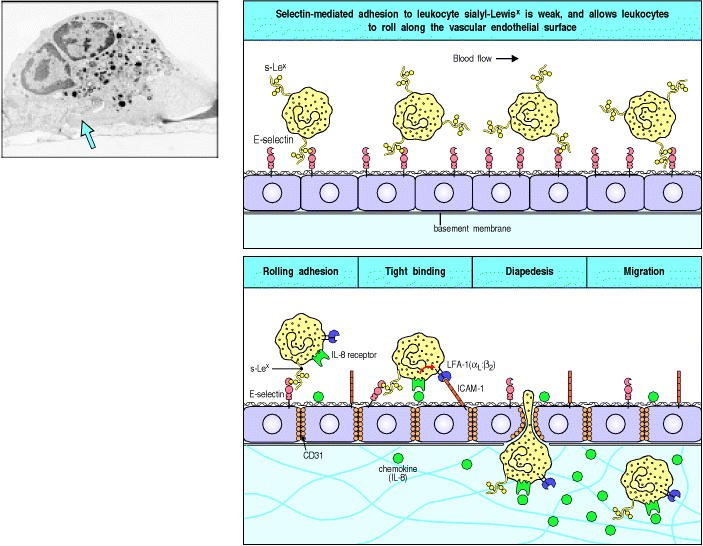 Selectin-mediated adhesion to leukocyte sialyl-Lewisˣ is weak, and allows leukocytes
to roll along the vascular endothelial surface
Blood flow
s-Leˣ
E-selectin
basement membrane
Rolling adhesion
Tight binding
Diapedesis
Migration
IL-8 receptor
s-Leˣ
E-selectin
LFA-1(αL:β2)
ICAM-1
CD31
chemokine
(IL-8)